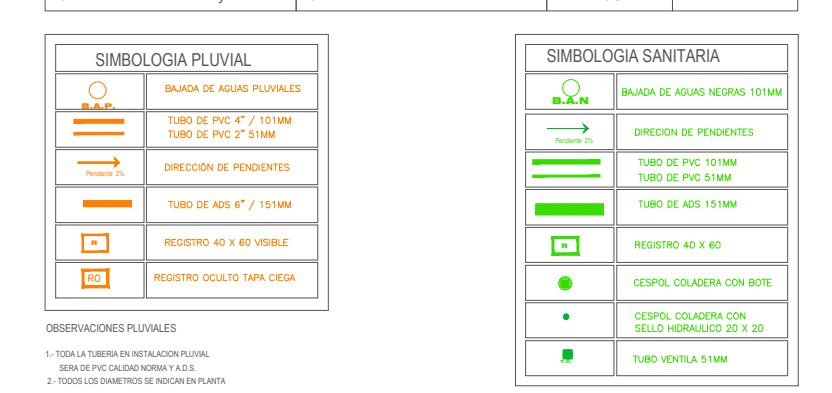 SIMBOLOGIA PLUVIAL
B.A.P.
BAJADA DE AGUAS PLUVIALES
TUBO DE PVC 4" / 101MM
TUBO DE PVC 2" 51MM
Pendiente 2%
DIRECCIÓN DE PENDIENTES
TUBO DE ADS 6" / 151MM
R
REGISTRO 40 X 60 VISIBLE
RO
REGISTRO OCULTO TAPA CIEGA
OBSERVACIONES PLUVIALES
1.- TODA LA TUBERIA EN INSTALACION PLUVIAL
SERA DE PVC CALIDAD NORMA Y A.D.S.
2.- TODOS LOS DIAMETROS SE INDICAN EN PLANTA
SIMBOLOGIA SANITARIA
B.A.N
BAJADA DE AGUAS NEGRAS 101MM
Pendiente 2%
DIRECION DE PENDIENTES
TUBO DE PVC 101MM
TUBO DE PVC 51MM
TUBO DE ADS 151MM
R
REGISTRO 40 X 60
CESPOL COLADERA CON BOTE
CESPOL COLADERA CON
SELLO HIDRAULICO 20 X 20
TUBO VENTILA 51MM